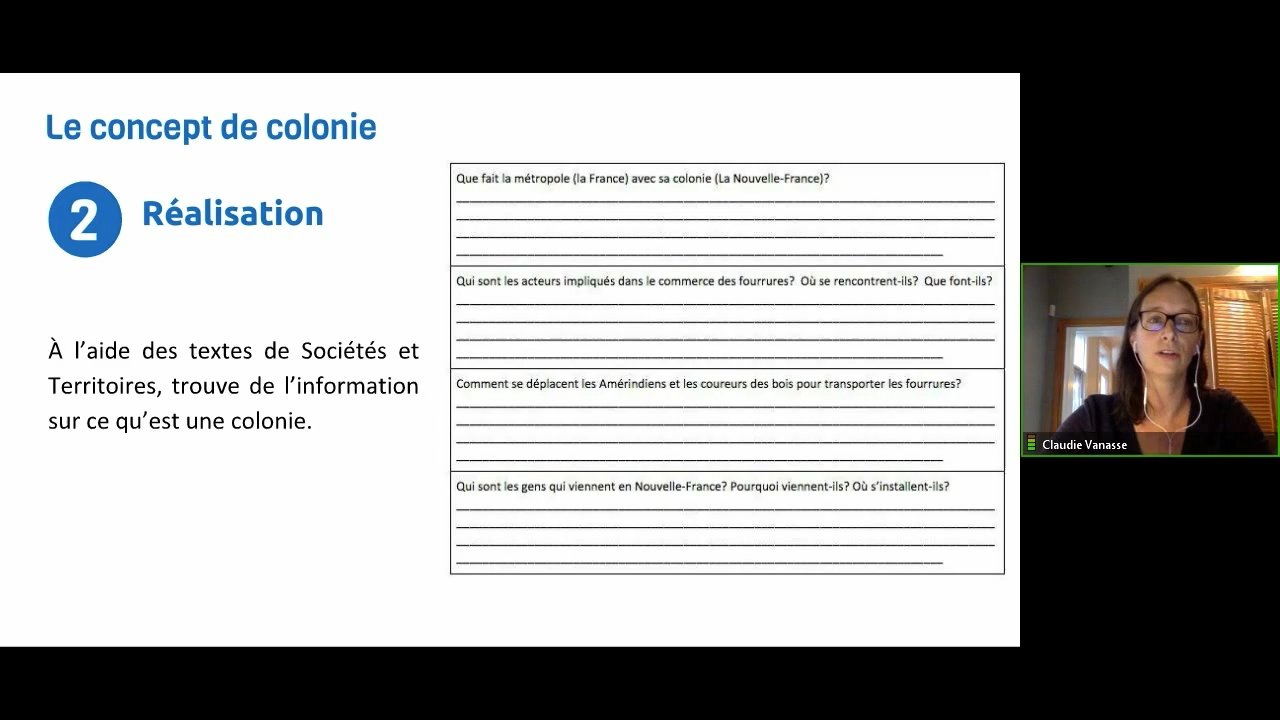 Le concept de colonie
2
Réalisation
À l’aide des textes de Sociétés et
Territoires, trouve de l’information
sur ce qu’est une colonie.
Que fait la métropole (la France) avec sa colonie (La Nouvelle-France)?
Qui sont les acteurs impliqués dans le commerce des fourrures? Où se rencontrent-ils? Que font-ils?
Comment se déplacent les Amérindiens et les coureurs des bois pour transporter les fourrures?
Qui sont les gens qui viennent en Nouvelle-France? Pourquoi viennent-ils? Où s’installent-ils?
Claudie Vanasse